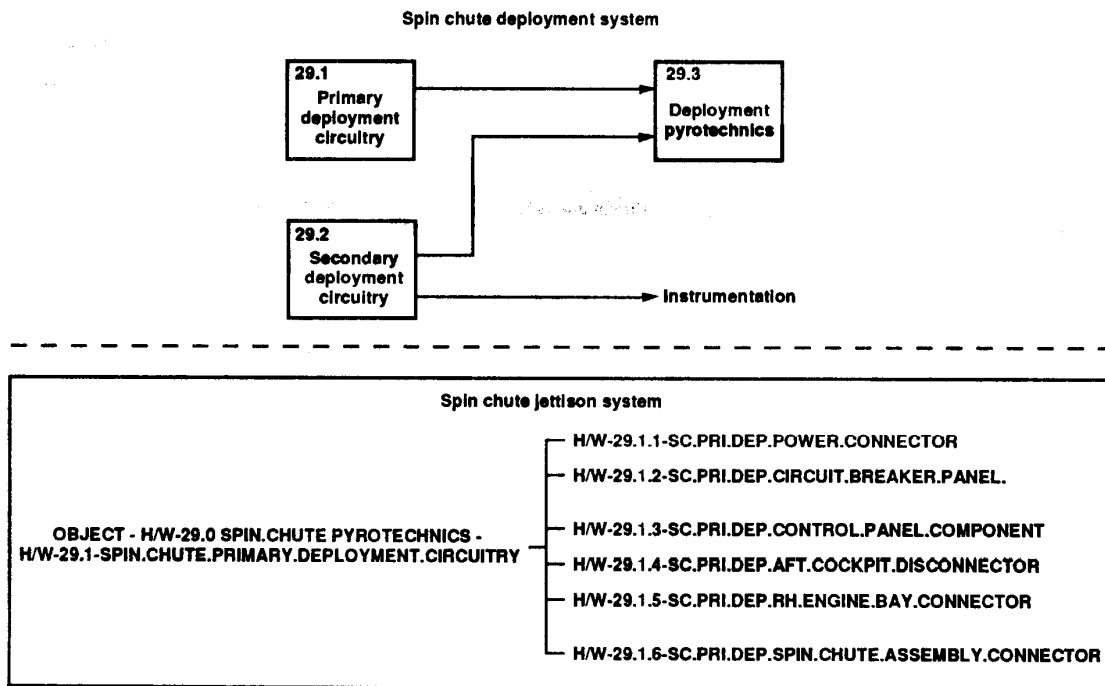 Spin chute deployment system
29.1
Primary
deployment
circuitry
29.3
Deployment
pyrotechnics
29.2
Secondary
deployment
circuitry
Instrumentation
Spin chute jettison system
OBJECT - H/W-29.0 SPIN.CHUTE PYROTECHNICS -
H/W-29.1-SPIN.CHUTE.PRIMARY.DEPLOYMENT.CIRCUITRY
H/W-29.1.1-SC.PRI.DEP.POWER.CONNECTOR
H/W-29.1.2-SC.PRI.DEP.CIRCUIT.BREAKER.PANEL.
H/W-29.1.3-SC.PRI.DEP.CONTROL.PANEL.COMPONENT
H/W-29.1.4-SC.PRI.DEP.AFT.COCKPIT.DISCONNECTOR
H/W-29.1.5-SC.PRI.DEP.RH.ENGINE.BAY.CONNECTOR
H/W-29.1.6-SC.PRI.DEP.SPIN.CHUTE.ASSEMBLY.CONNECTOR